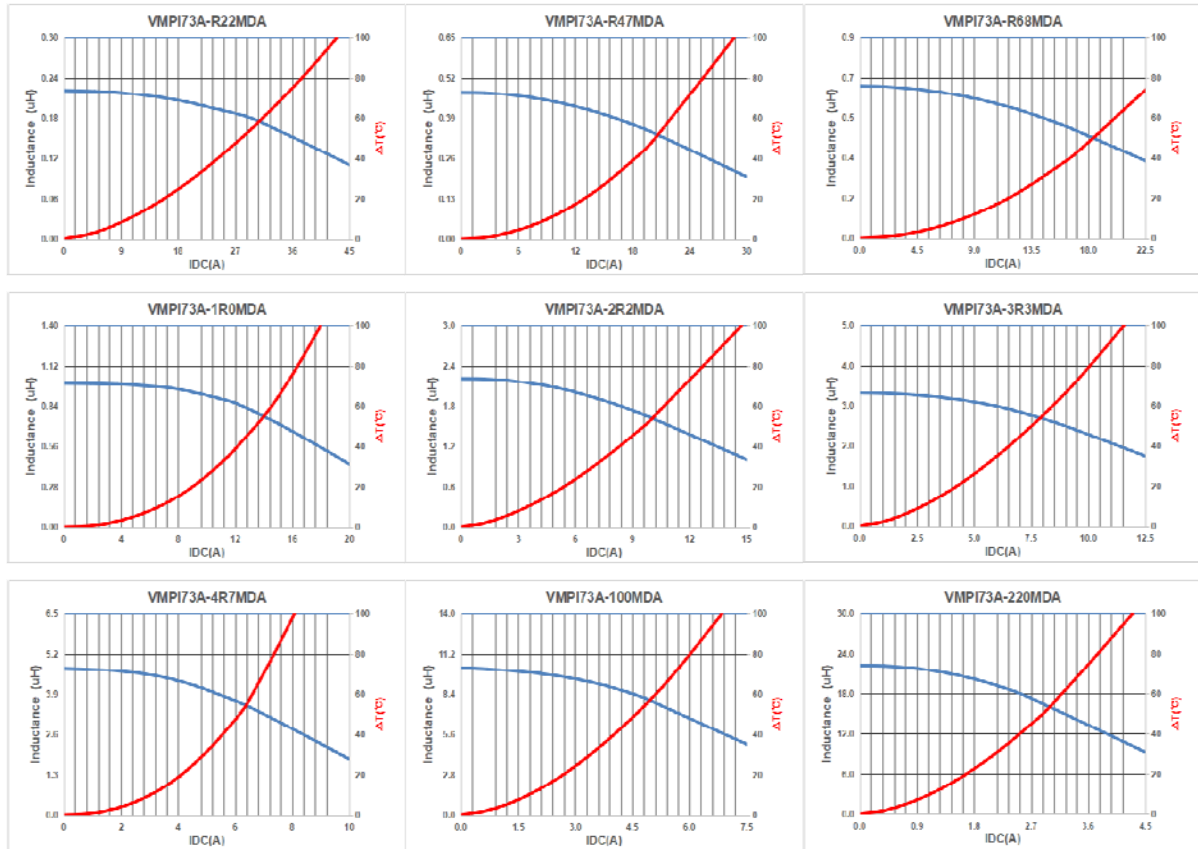 VMPI73A-R22MDA
0.30 100
0.24 80
0.18 60
0.12 40
0.06 20
0.00 0
Inductance (uH)
ΔT(℃)
0 9 18 27 36 45
IDC(A)
VMPI73A-R47MDA
0.65 100
0.52 80
0.39 60
0.26 40
0.13 20
0.00 0
Inductance (uH)
ΔT(℃)
0 6 12 18 24 30
IDC(A)
VMPI73A-R68MDA
0.9 100
0.7 80
0.5 60
0.4 40
0.2 20
0.0 0
Inductance (uH)
ΔT(℃)
0.0 4.5 9.0 13.5 18.0 22.5
IDC(A)
VMPI73A-1R0MDA
1.40 100
1.12 80
0.84 60
0.56 40
0.28 20
0.00 0
Inductance (uH)
ΔT(℃)
0 4 8 12 16 20
IDC(A)
VMPI73A-2R2MDA
3.0 100
2.4 80
1.8 60
1.2 40
0.6 20
0.0 0
Inductance (uH)
ΔT(℃)
0 3 6 9 12 15
IDC(A)
VMPI73A-3R3MDA
5.0 100
4.0 80
3.0 60
2.0 40
1.0 20
0.0 0
Inductance (uH)
ΔT(℃)
0.0 2.5 5.0 7.5 10.0 12.5
IDC(A)
VMPI73A-4R7MDA
6.5 100
5.2 80
3.9 60
2.6 40
1.3 20
0.0 0
Inductance (uH)
ΔT(℃)
0 2 4 6 8 10
IDC(A)
VMPI73A-100MDA
14.0 100
11.2 80
8.4 60
5.6 40
2.8 20
0.0 0
Inductance (uH)
ΔT(℃)
0.0 1.5 3.0 4.5 6.0 7.5
IDC(A)
VMPI73A-220MDA
30.0 100
24.0 80
18.0 60
12.0 40
6.0 20
0.0 0
Inductance (uH)
ΔT(℃)
0.0 0.9 1.8 2.7 3.6 4.5
IDC(A)